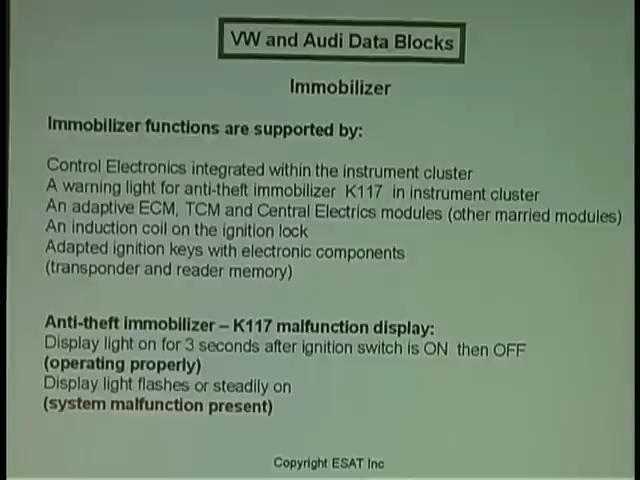 VW and Audi Data Blocks
Immobilizer
Immobilizer functions are supported by:
Control Electronics integrated within the instrument cluster
A warning light for anti-theft immobilizer K117 in instrument cluster
An adaptive ECM, TCM and Central Electrics modules (other married modules)
An induction coil on the ignition lock
Adapted ignition keys with electronic components
(transponder and reader memory)
Anti-theft immobilizer – K117 malfunction display:
Display light on for 3 seconds after ignition switch is ON then OFF
(operating properly)
Display light flashes or steadily on
(system malfunction present)
Copyright ESAT Inc